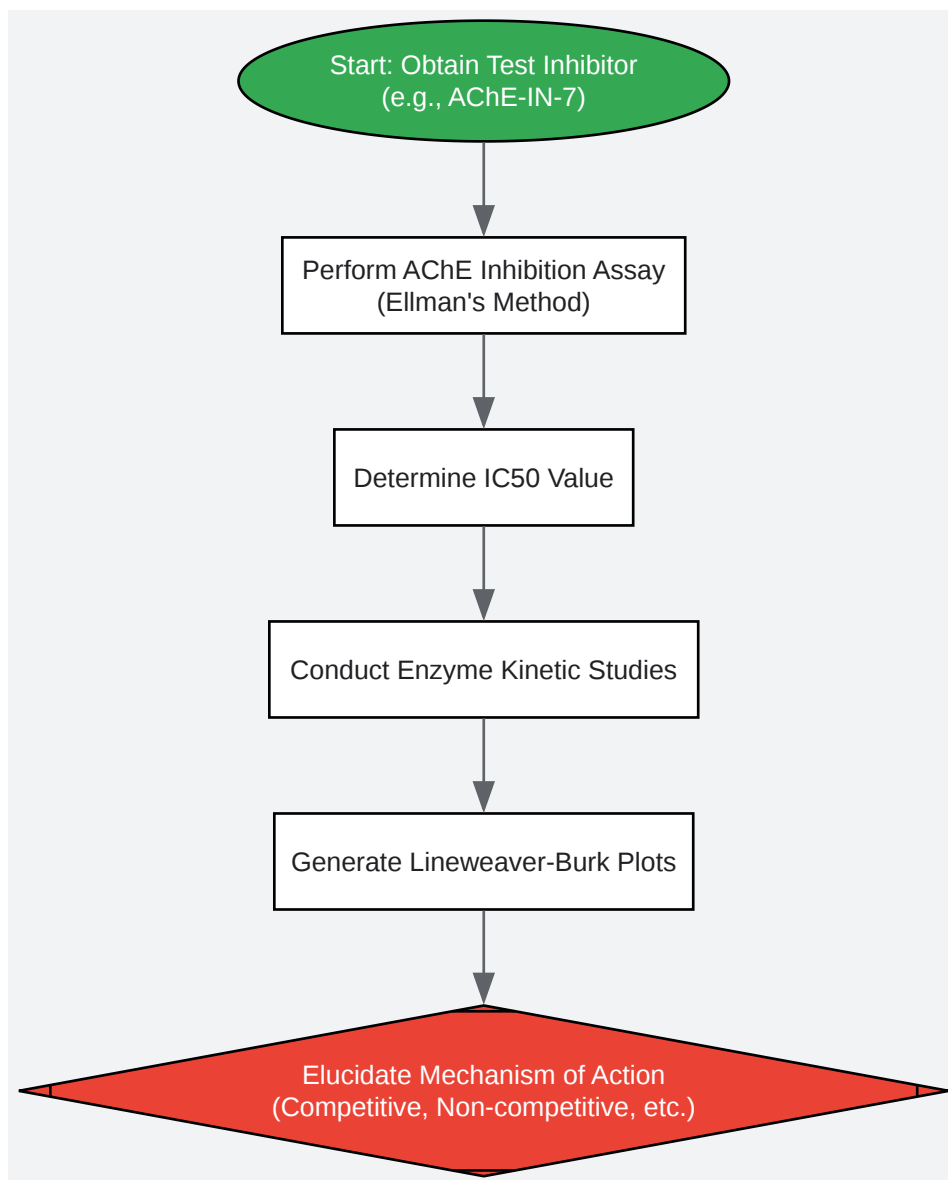 Start: Obtain Test Inhibitor
(e.g., AChE-IN-7)
Perform AChE Inhibition Assay
(Ellman's Method)
Determine IC50 Value
Conduct Enzyme Kinetic Studies
Generate Lineweaver-Burk Plots
Elucidate Mechanism of Action
(Competitive, Non-competitive, etc.)